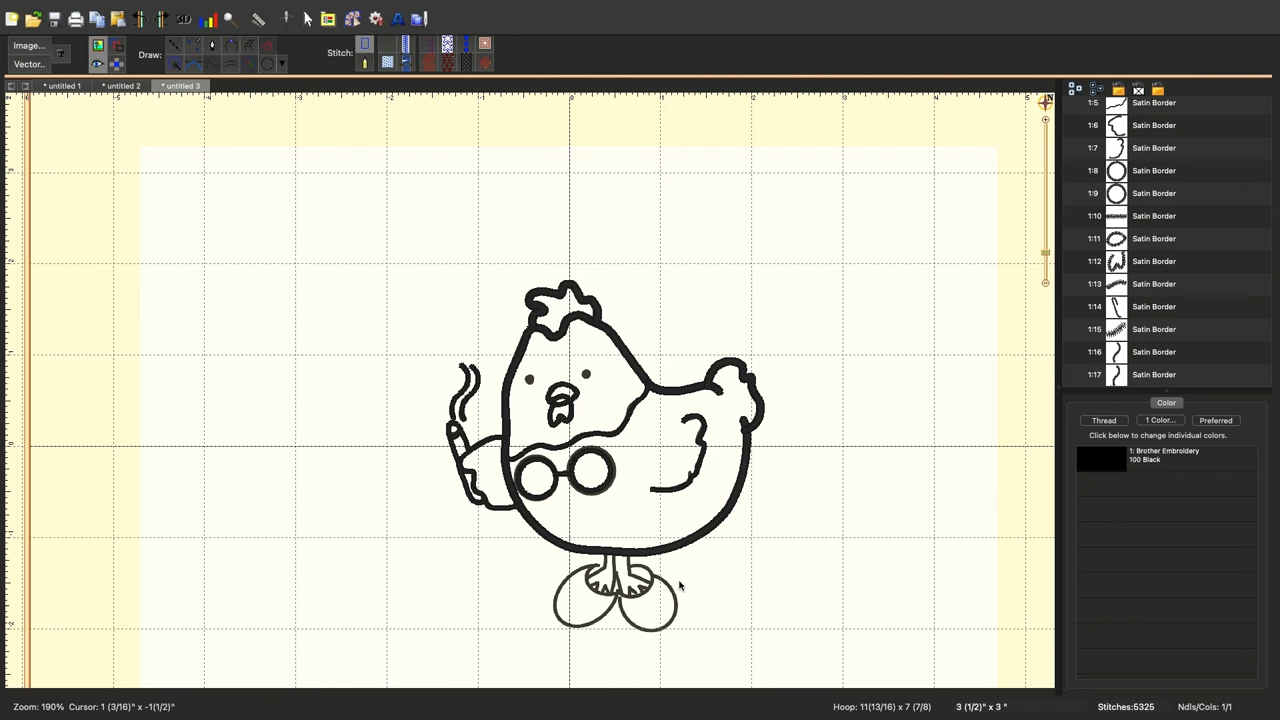 3D
Image...
Vector..
Draw:
Stitch:
* untitled 1
* untitled 2
* untitled 3
N
1:5 Satin Border
1:6 Satin Border
1:7 Satin Border
1:8 Satin Border
1:9 Satin Border
1:10 Satin Border
1:11 Satin Border
1:12 Satin Border
1:13 Satin Border
1:14 Satin Border
1:15 Satin Border
1:16 Satin Border
1:17 Satin Border
Color
Thread
1 Color...
Preferred
Click below to change individual colors.
1: Brother Embroidery
100 Black
Zoom: 190% Cursor: 1 (3/16)" x -1(1/2)"
Hoop: 11(13/16) x 7 (7/8)
3 (1/2)" x 3 "
Stitches:5325
Ndls/Cols: 1/1